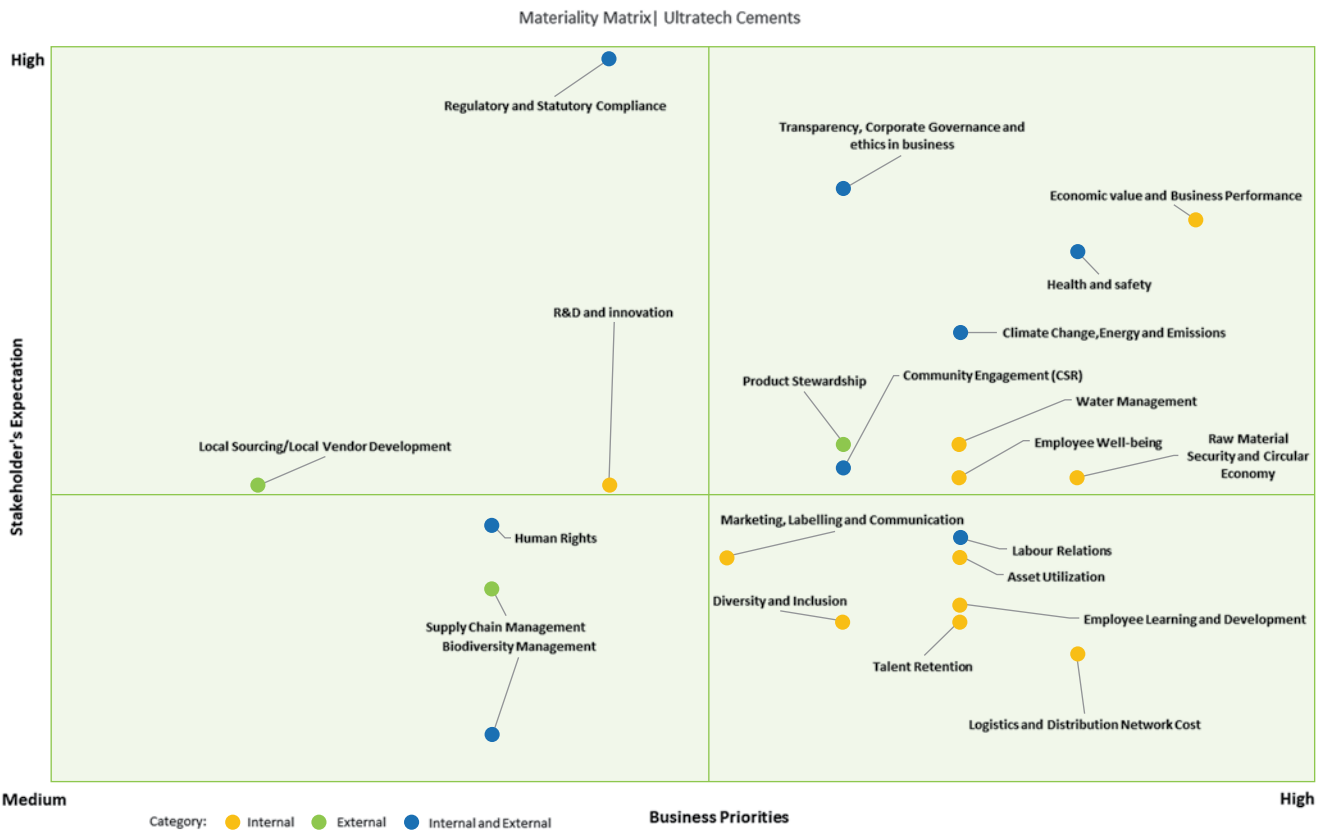 Materiality Matrix| Ultratech Cements
High
Regulatory and Statutory Compliance
Transparency, Corporate Governance and
ethics in business
Economic value and Business Performance
Health and safety
R&D and innovation
Climate Change,Energy and Emissions
Community Engagement (CSR)
Product Stewardship
Water Management
Employee Well-being
Raw Material
Security and Circular
Economy
Local Sourcing/Local Vendor Development
Stakeholder's Expectation
Marketing, Labelling and Communication
Human Rights
Labour Relations
Asset Utilization
Diversity and Inclusion
Employee Learning and Development
Supply Chain Management
Biodiversity Management
Talent Retention
Logistics and Distribution Network Cost
Medium
High
Business Priorities
Category: Internal External Internal and External